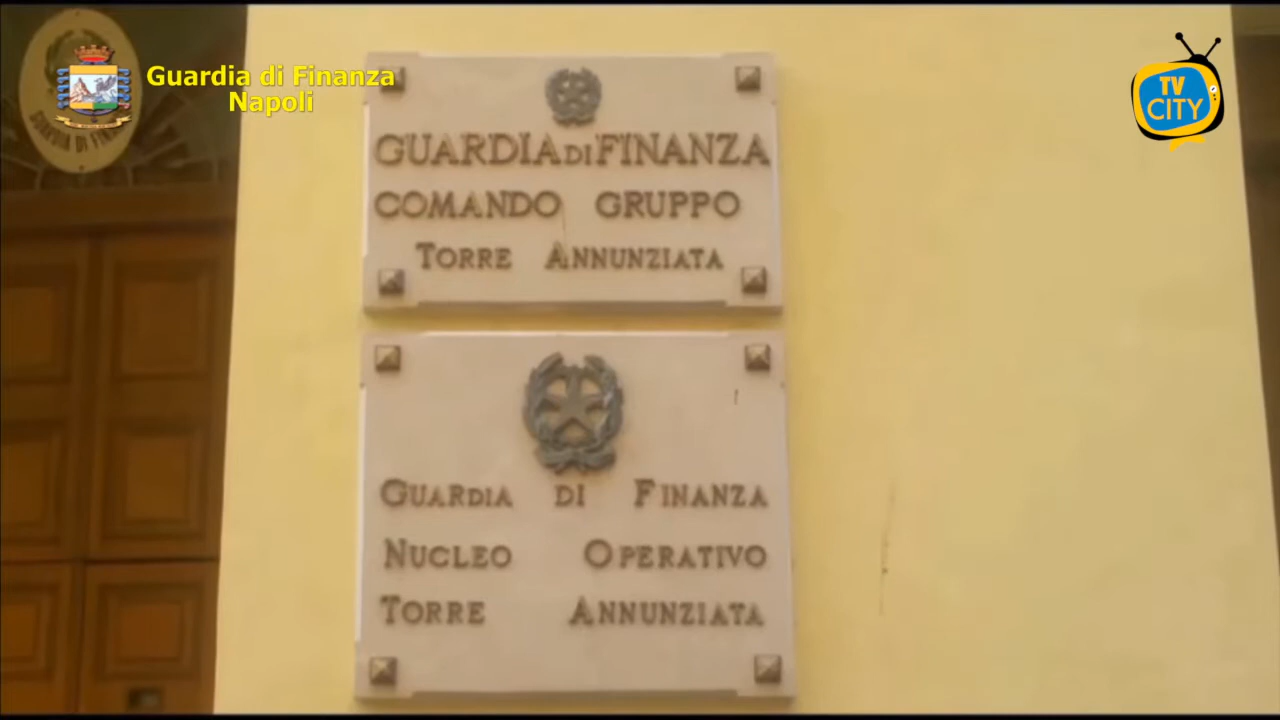 Guardia di Finanza
Napoli
TV
CITY
GUARDIA DI FINANZA
COMANDO GRUPPO
TORRE ANNUNZIATA
GUARDIA DI FINANZA
NUCLEO OPERATIVO
TORRE ANNUNZIATA